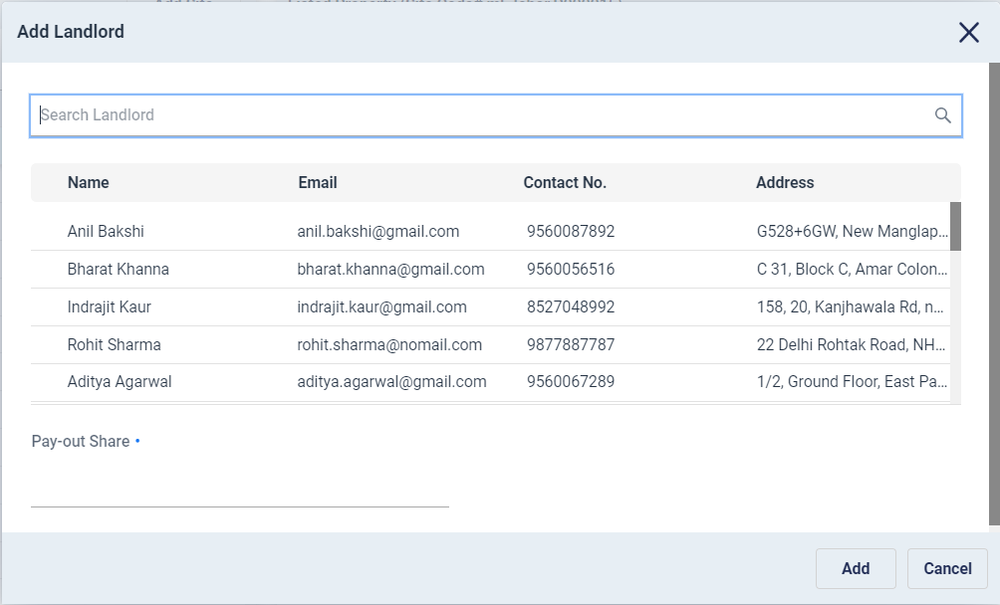 Add Landlord
Search Landlord
Name Email Contact No. Address
Anil Bakshi anil.bakshi@gmail.com 9560087892 G528+6GW, New Manglap...
Bharat Khanna bharat.khanna@gmail.com 9560056516 C 31, Block C, Amar Colon...
Indrajit Kaur indrajit.kaur@gmail.com 8527048992 158, 20, Kanjhawala Rd, n...
Rohit Sharma rohit.sharma@nomail.com 9877887787 22 Delhi Rohtak Road, NH...
Aditya Agarwal aditya.agarwal@gmail.com 9560067289 1/2, Ground Floor, East Pa...
Pay-out Share •
Add Cancel